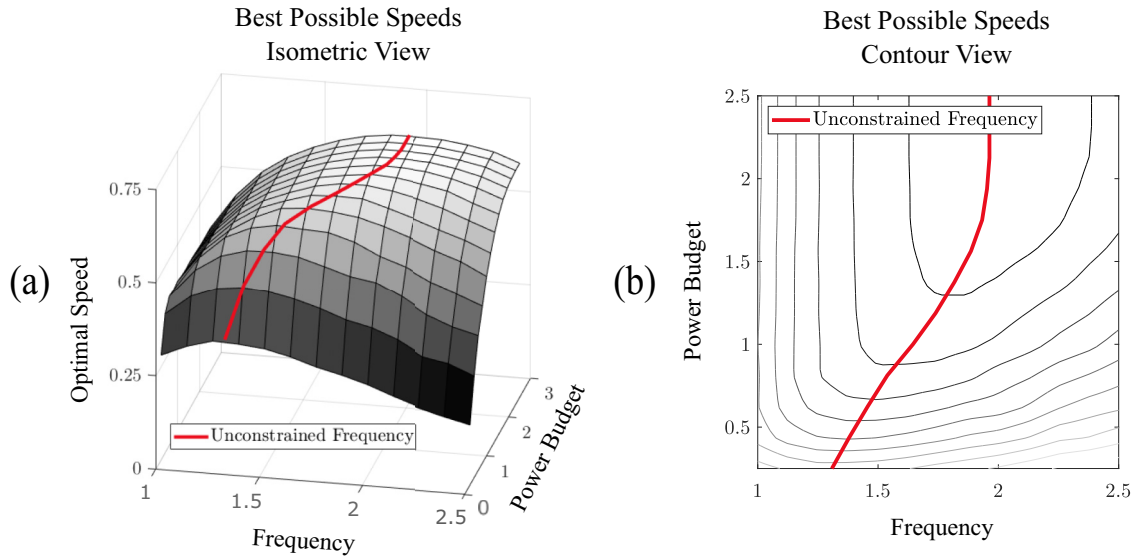 Best Possible Speeds
Isometric View
(a)
Optimal Speed
0.75
0.5
0.25
0
1
1.5
2
2.5
Frequency
0
1
2
3
Power Budget
Unconstrained Frequency
Best Possible Speeds
Contour View
(b)
Power Budget
2.5
2
1.5
1
0.5
1
1.5
2
2.5
Frequency
Unconstrained Frequency